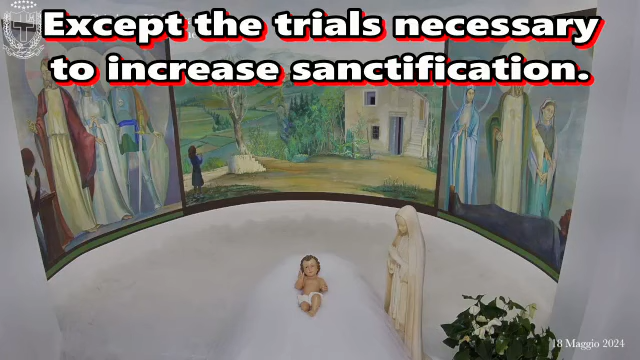 Except the trials necessary
to increase sanctification.
18 Maggio 2024